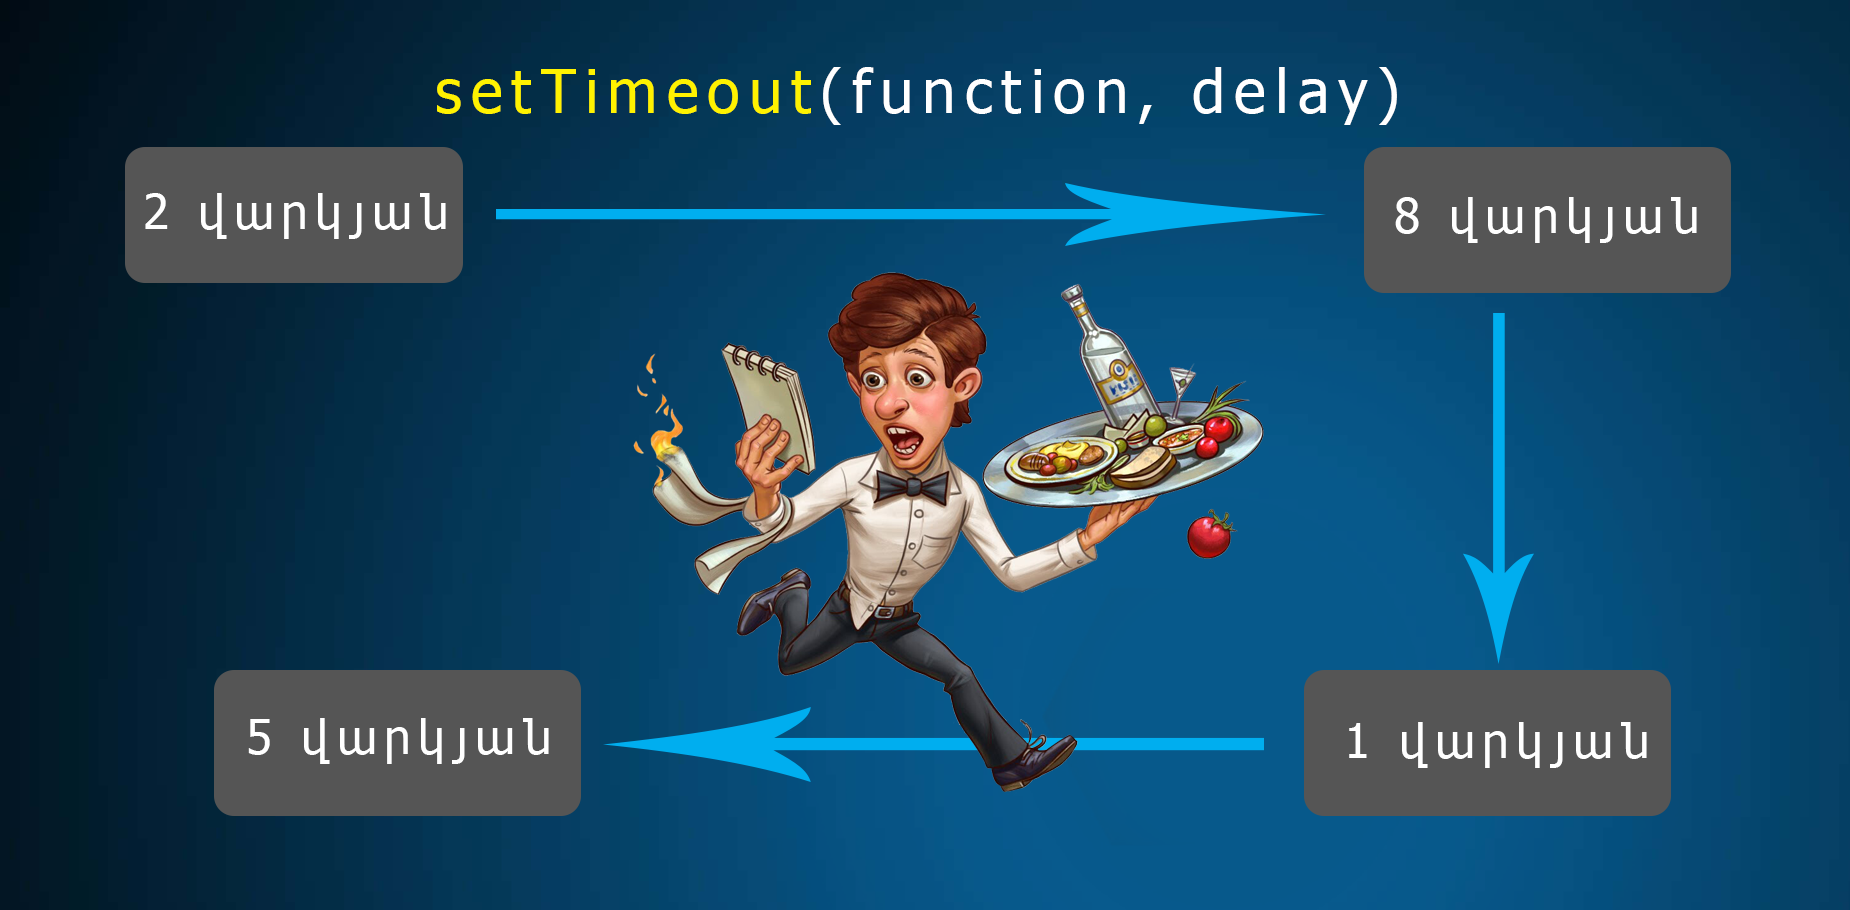 setTimeout(function, delay)
2 վարկյան
8 վարկյան
5 վարկյան
1 վարկյան